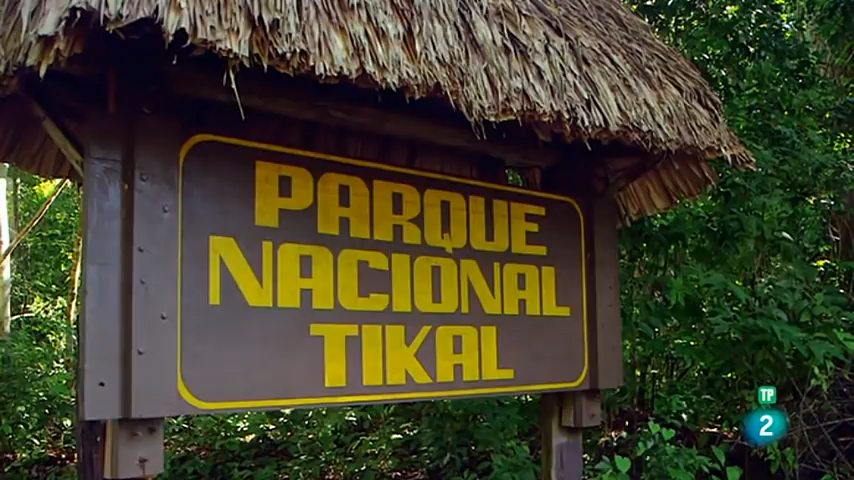 PARQUE
NACIONAL
TIKAL
TP
2